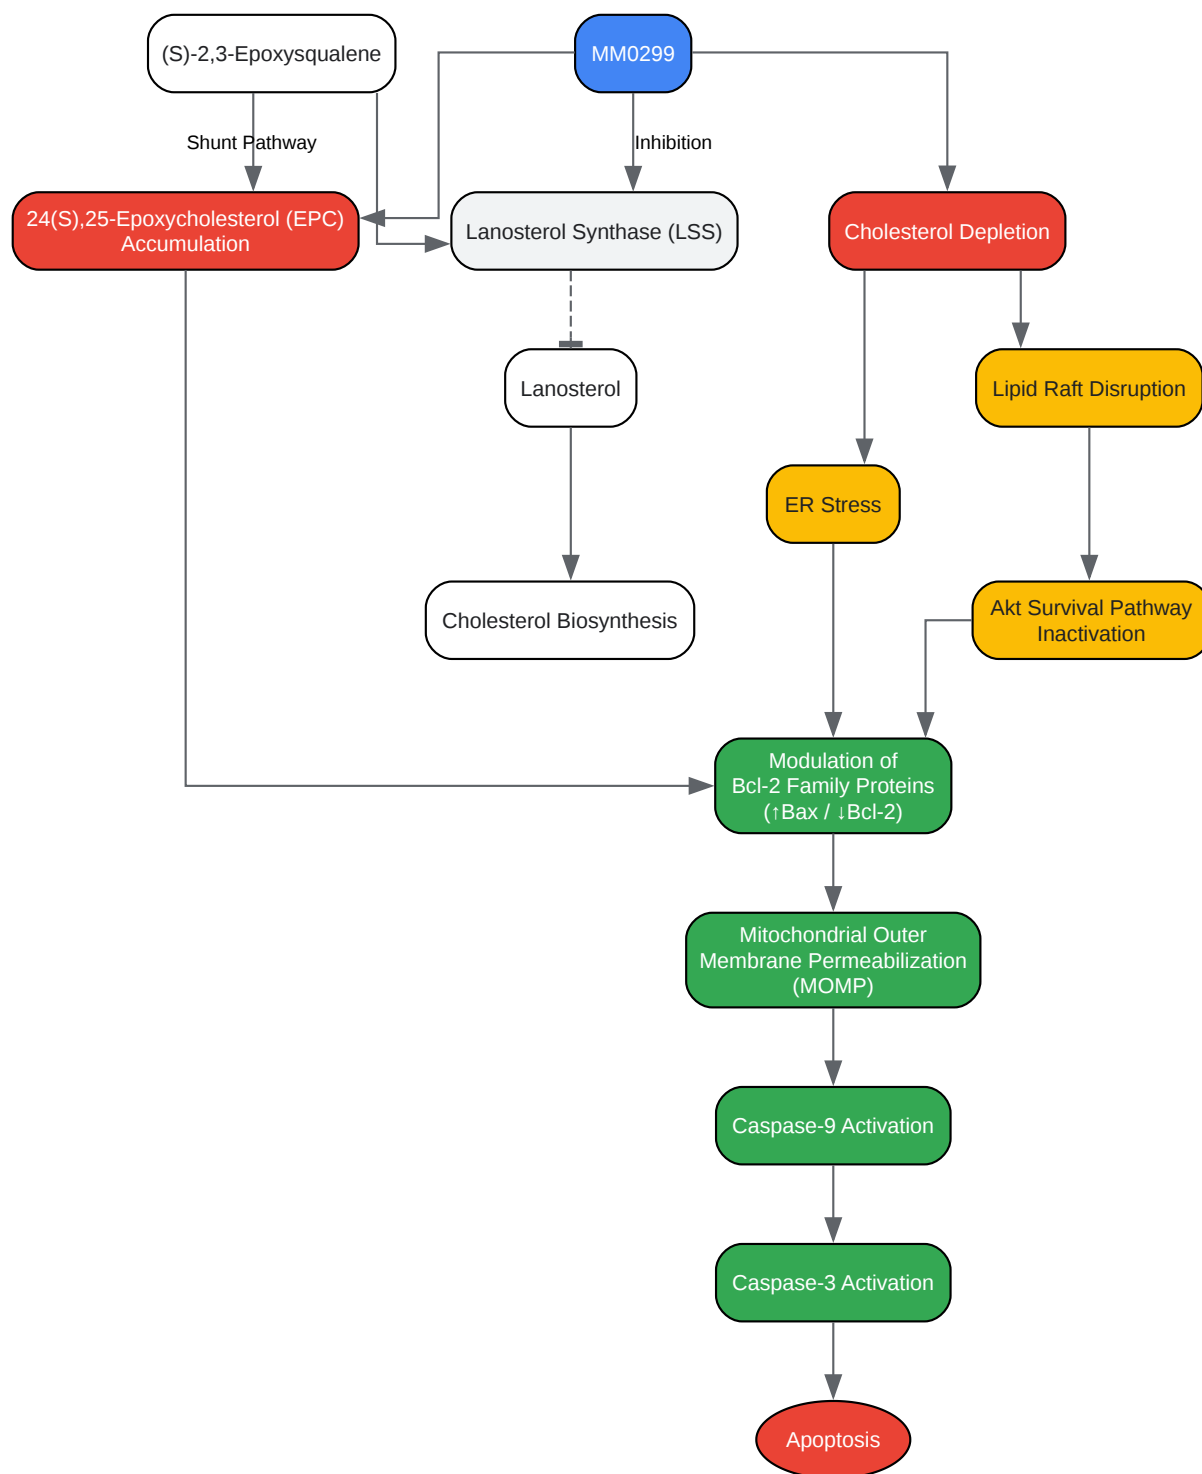 (S)-2,3-Epoxysqualene
MM0299
Shunt Pathway
Inhibition
24(S),25-Epoxycholesterol (EPC)
Accumulation
Lanosterol Synthase (LSS)
Cholesterol Depletion
Lanosterol
Lipid Raft Disruption
ER Stress
Cholesterol Biosynthesis
Akt Survival Pathway
Inactivation
Modulation of
Bcl-2 Family Proteins
(↑Bax / ↓Bcl-2)
Mitochondrial Outer
Membrane Permeabilization
(MOMP)
Caspase-9 Activation
Caspase-3 Activation
Apoptosis